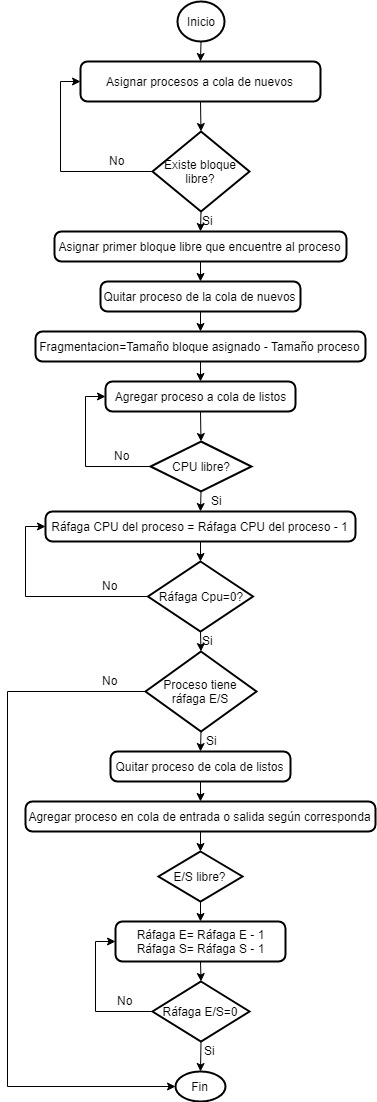 Inicio
Asignar procesos a cola de nuevos
No
Existe bloque
libre?
Si
Asignar primer bloque libre que encuentre al proceso
Quitar proceso de la cola de nuevos
Fragmentacion=Tamaño bloque asignado - Tamaño proceso
Agregar proceso a cola de listos
No
CPU libre?
Si
Ráfaga CPU del proceso = Ráfaga CPU del proceso - 1
No
Ráfaga Cpu=0?
Si
No
Proceso tiene
ráfaga E/S
Si
Quitar proceso de cola de listos
Agregar proceso en cola de entrada o salida según corresponda
E/S libre?
Ráfaga E= Ráfaga E - 1
Ráfaga S= Ráfaga S - 1
No
Ráfaga E/S=0
Si
Fin